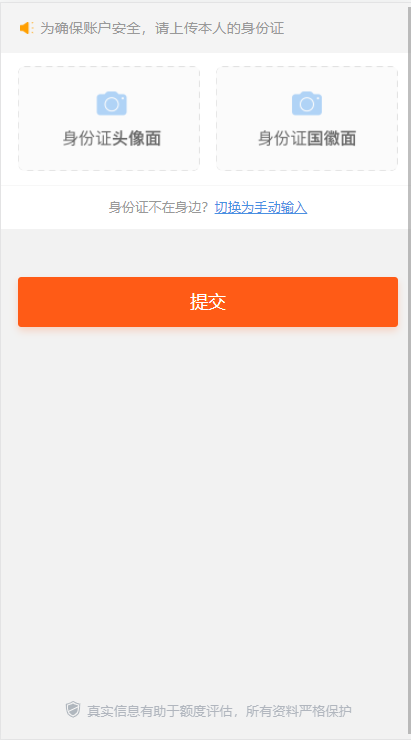 为确保账户安全，请上传本人的身份证
身份证头像面
身份证国徽面
身份证不在身边？切换为手动输入
提交
真实信息有助于额度评估，所有资料严格保护